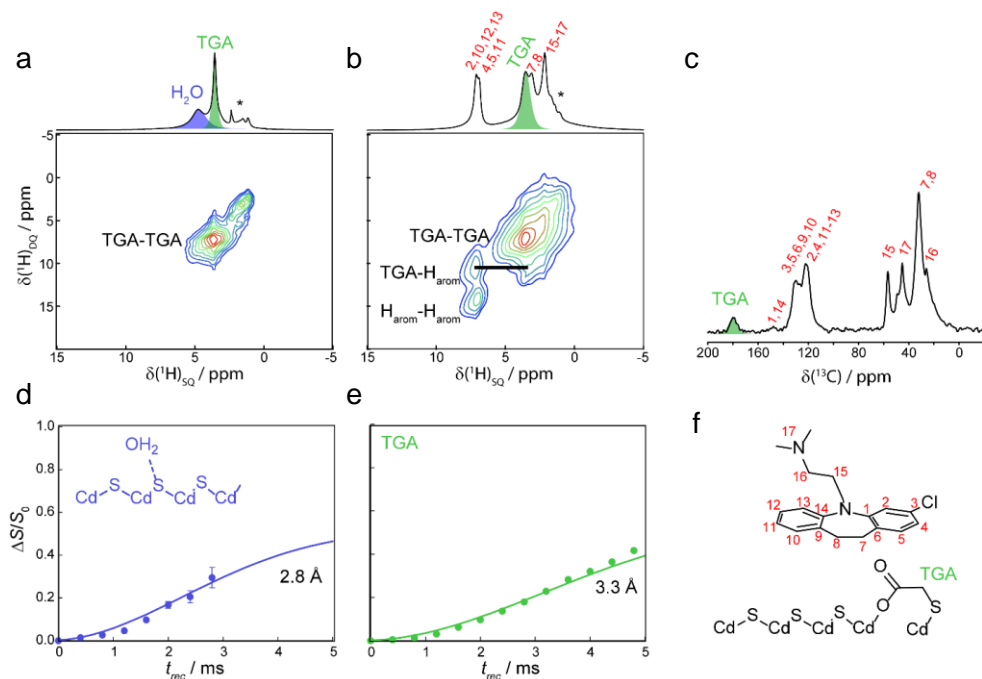 a
TGA
H2O
*
-5
0
5
10
15
δ(¹H)DQ / ppm
TGA-TGA
15
10
5
0
-5
δ(¹H)SQ / ppm
b
2,10,12,13
4,5,11
TGA
7,8
15-17
*
-5
0
5
10
15
TGA-TGA
TGA-Harom
Harom-Harom
15
10
5
0
-5
δ(¹H)SQ / ppm
c
TGA
1,14
3,5,6,9,10
2,4,11-13
15
17
7,8
16
200
160
120
80
40
0
δ(¹³C) / ppm
d
1.0
0.8
0.6
0.4
0.2
0.0
ΔS/S0
OH2
Cd S Cd S Cd S Cd
2.8 Å
0
1
2
3
4
5
trec / ms
e
TGA
3.3 Å
0
1
2
3
4
5
trec / ms
f
17
N
16
15
N
Cl
12
13
14
1
2
3
11
10
9
8
7
6
5
4
TGA
O
O
S
Cd S Cd S Cd S Cd
Cd